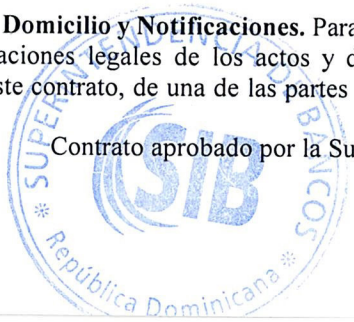 Domicilio y Notificaciones. Para
aciones legales de los actos y d
ste contrato, de una de las partes
Contrato aprobado por la Su
SUPERINTENDENCIA DE BANCOS
SIB
República Dominicana